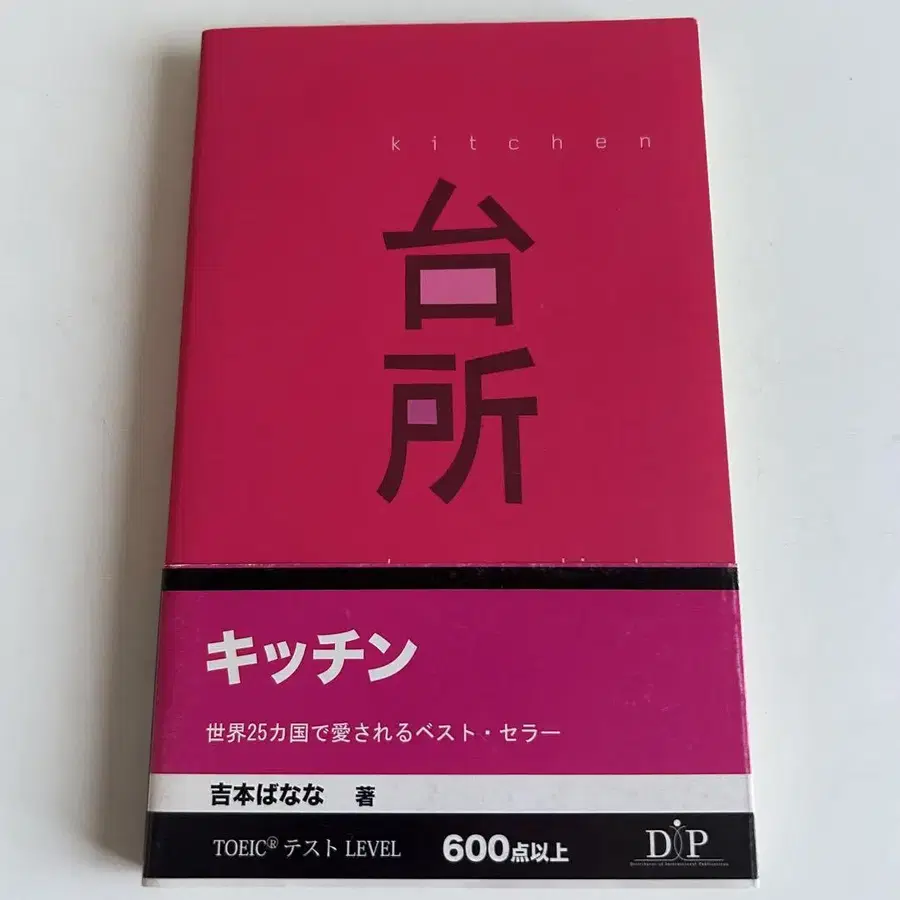 kitchen
台所
キッチン
世界25カ国で愛されるベスト・セラー
吉本ばなな 著
TOEIC® テスト LEVEL 600点以上
DIP